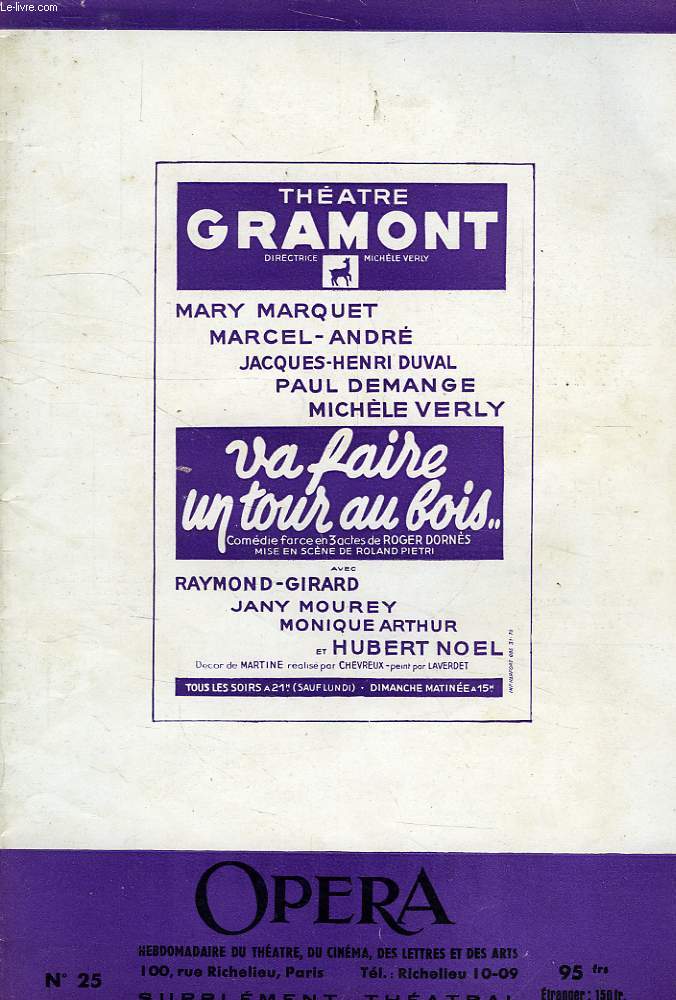 Le-livre.com
THÉATRE
GRAMONT
DIRECTRICE MICHÈLE VERLY
MARY MARQUET
MARCEL-ANDRÉ
JACQUES-HENRI DUVAL
PAUL DEMANGE
MICHÈLE VERLY
va faire
un tour au bois..
Comédie farce en 3 actes de ROGER DORNÈS
MISE EN SCÈNE DE ROLAND PIETRI
AVEC
RAYMOND-GIRARD
JANY MOUREY
MONIQUE ARTHUR
ET HUBERT NOEL
Decor de MARTINE realisé par CHEVREUX - peint par LAVERDET
TOUS LES SOIRS A 21H (SAUF LUNDI) · DIMANCHE MATINÉE A 15H
OPERA
HEBDOMADAIRE DU THÉATRE, DU CINÉMA, DES LETTRES ET DES ARTS
N° 25
100, rue Richelieu, Paris Tél. : Richelieu 10-09
95 frs
Étranger : 150 fr.
SUPPLÉMENT THÉATRAL